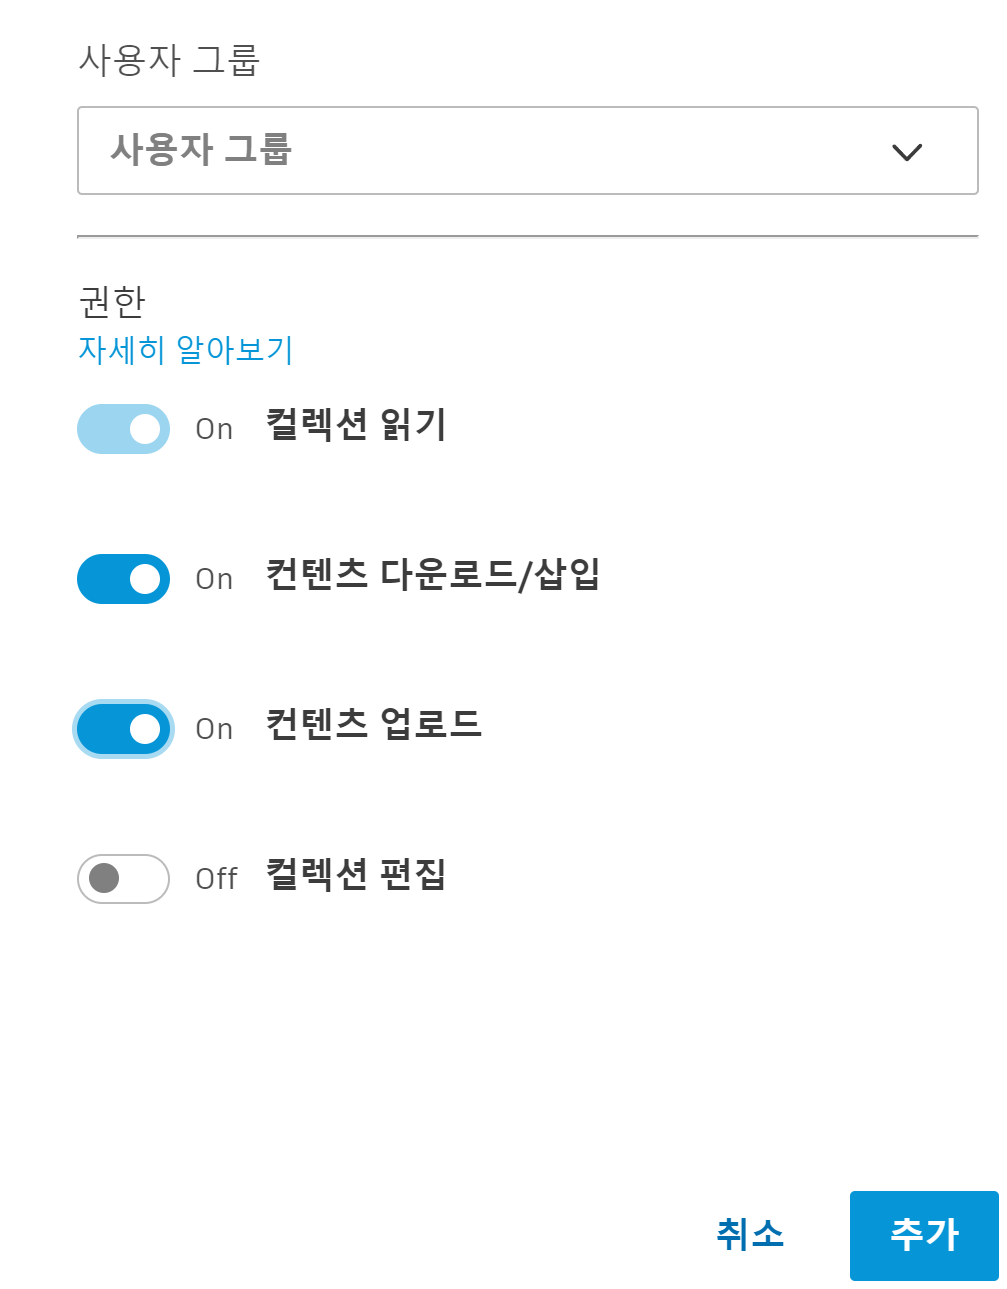 사용자 그룹
사용자 그룹
권한
자세히 알아보기
On 컬렉션 읽기
On 컨텐츠 다운로드/삽입
On 컨텐츠 업로드
Off 컬렉션 편집
취소 추가